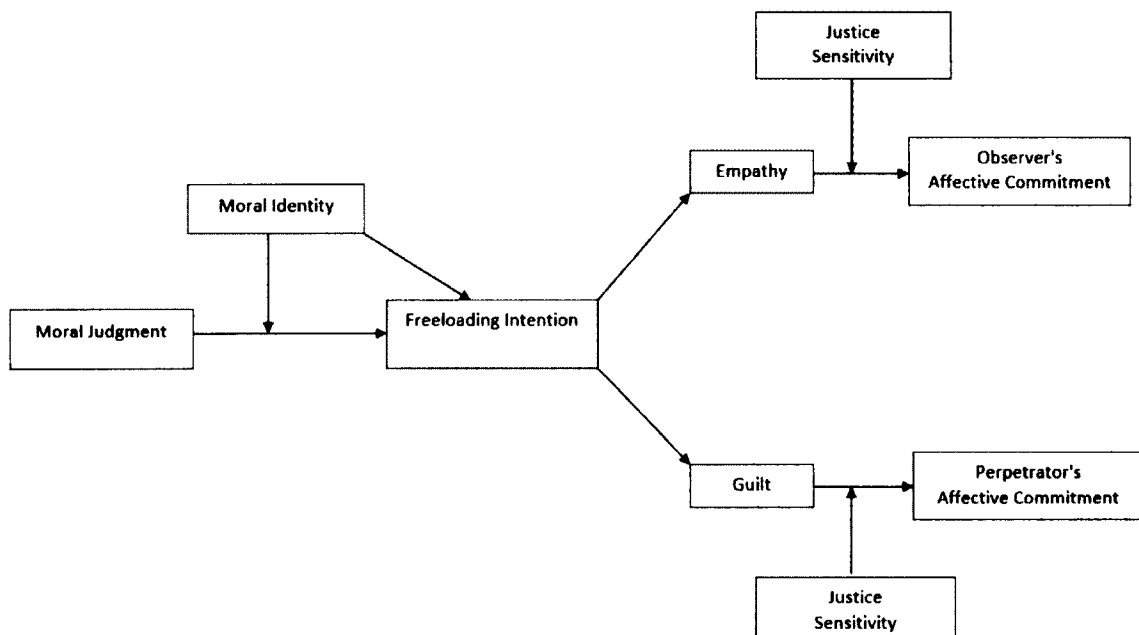 Justice
Sensitivity
Empathy
Observer's
Affective Commitment
Moral Identity
Moral Judgment
Freeloading Intention
Guilt
Perpetrator's
Affective Commitment
Justice
Sensitivity